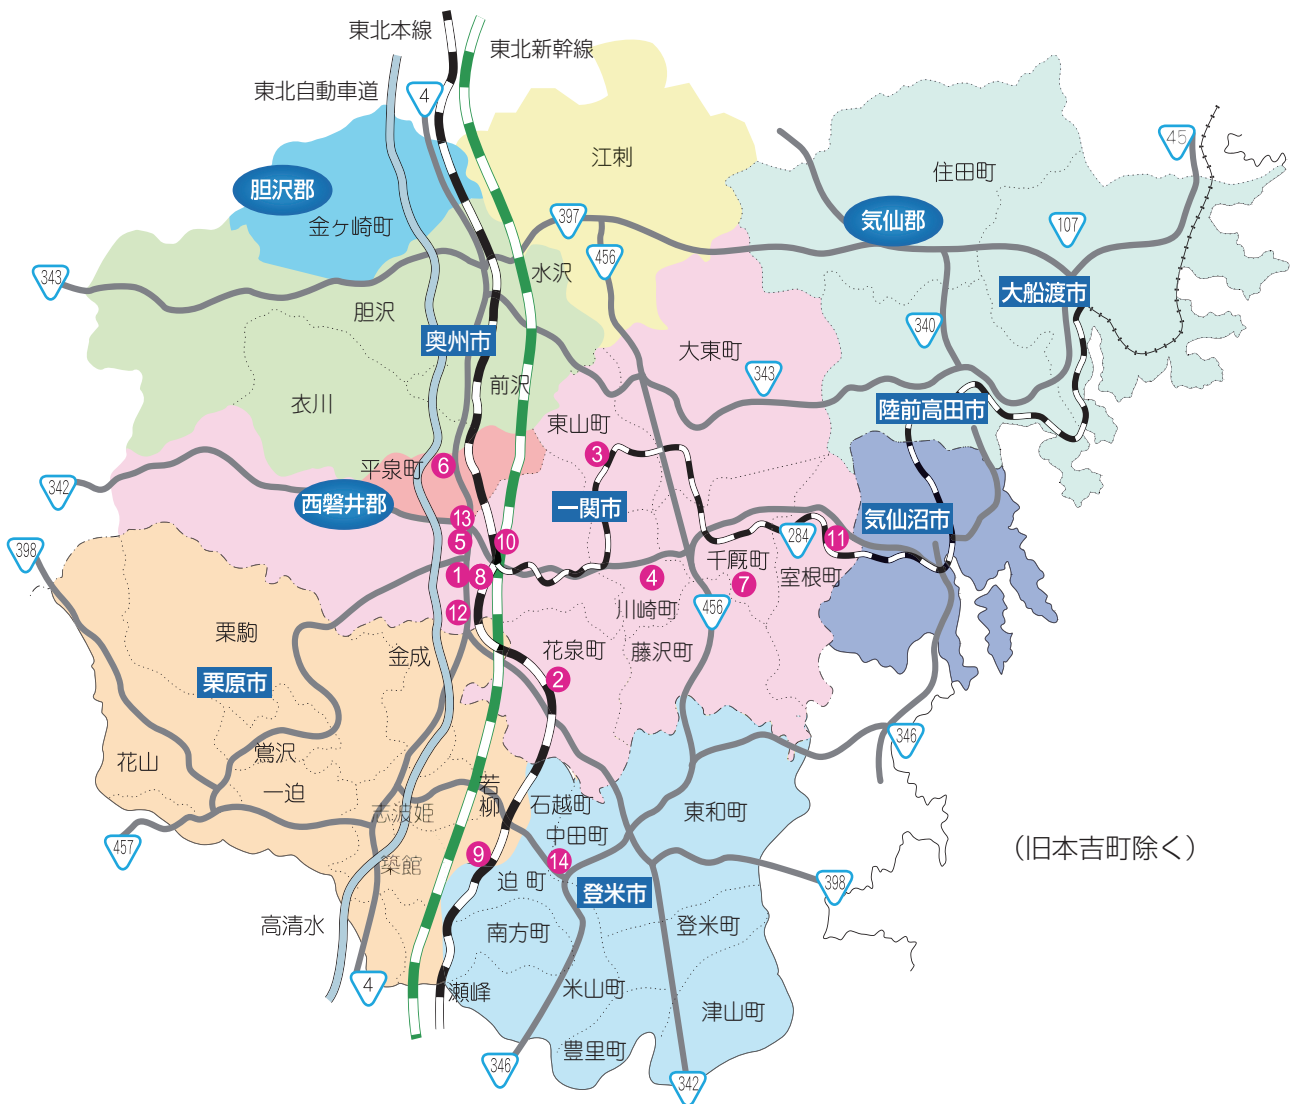 東北本線
東北新幹線
東北自動車道
4
江刺
45
住田町
胆沢郡
金ヶ崎町
気仙郡
397
107
456
343
水沢
大船渡市
胆沢
奥州市
340
大東町
343
前沢
衣川
陸前高田市
東山町
3
平泉町
6
342
西磐井郡
一関市
13
気仙沼市
5
10
284
11
398
千厩町
1
8
4
7
室根町
12
川崎町
456
栗駒
花泉町
藤沢町
金成
栗原市
2
346
鶯沢
花山
一迫
若柳
石越町
志波姫
東和町
中田町
457
（旧本吉町除く）
9
14
築館
迫町
398
登米市
高清水
南方町
登米町
4
瀬峰
米山町
津山町
豊里町
346
342